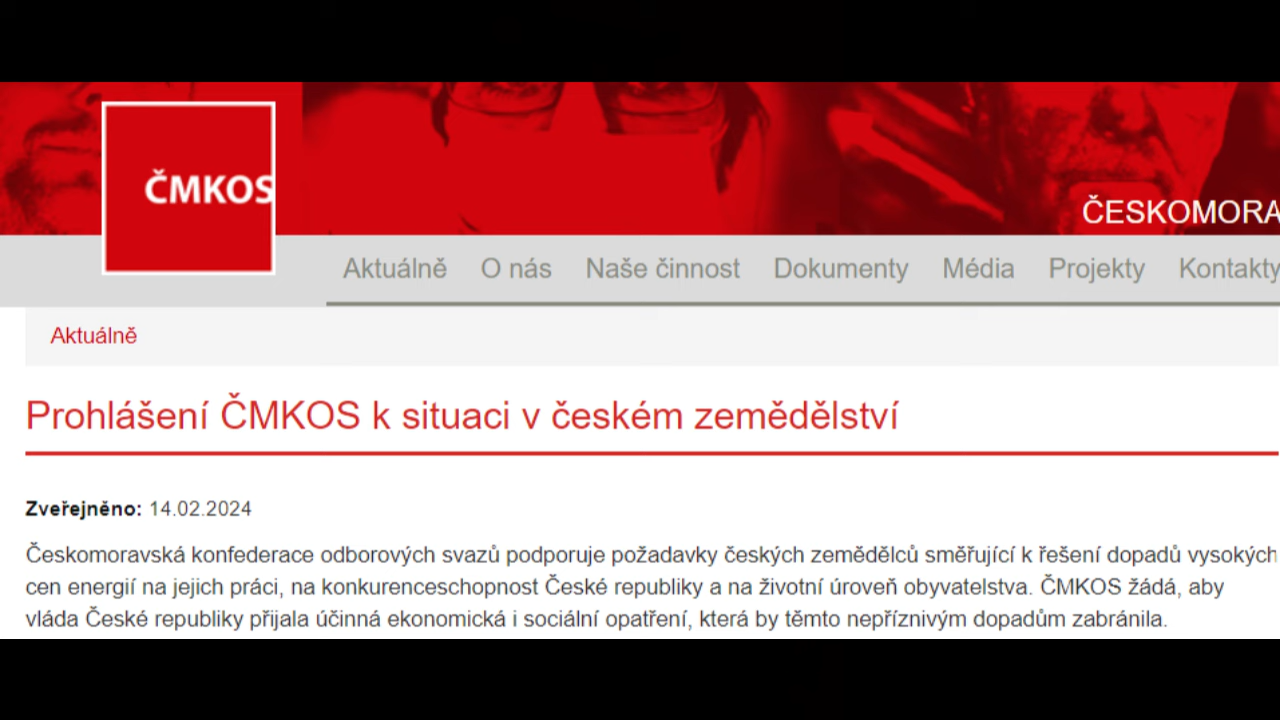 ČMKOS
ČESKOMORA
Aktuálně O nás Naše činnost Dokumenty Média Projekty Kontakty
Aktuálně
Prohlášení ČMKOS k situaci v českém zemědělství
Zveřejněno: 14.02.2024
Českomoravská konfederace odborových svazů podporuje požadavky českých zemědělců směřující k řešení dopadů vysokých
cen energií na jejich práci, na konkurenceschopnost České republiky a na životní úroveň obyvatelstva. ČMKOS žádá, aby
vláda České republiky přijala účinná ekonomická i sociální opatření, která by těmto nepříznivým dopadům zabránila.